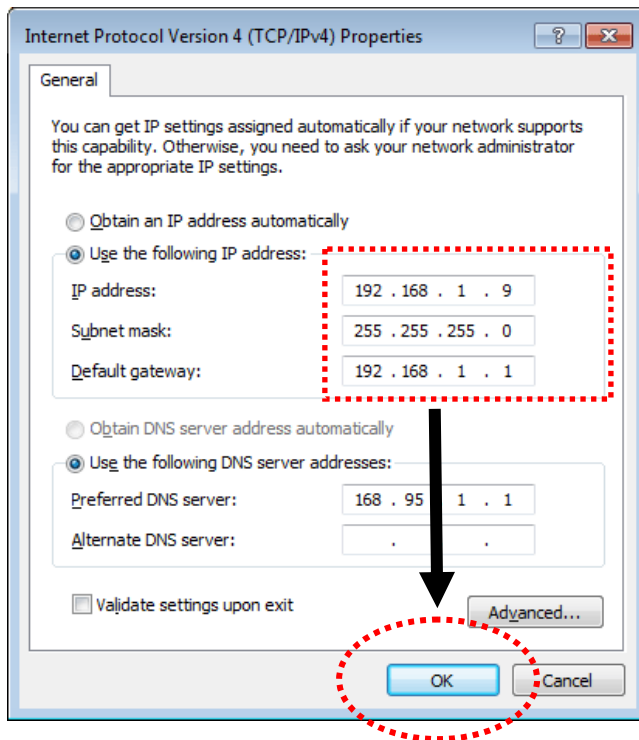 Internet Protocol Version 4 (TCP/IPv4) Properties
General
You can get IP settings assigned automatically if your network supports
this capability. Otherwise, you need to ask your network administrator
for the appropriate IP settings.
Obtain an IP address automatically
Use the following IP address:
IP address: 192 . 168 . 1 . 9
Subnet mask: 255 . 255 . 255 . 0
Default gateway: 192 . 168 . 1 . 1
Obtain DNS server address automatically
Use the following DNS server addresses:
Preferred DNS server: 168 . 95 1 . 1
Alternate DNS server: . .
Validate settings upon exit
Advanced...
OK Cancel